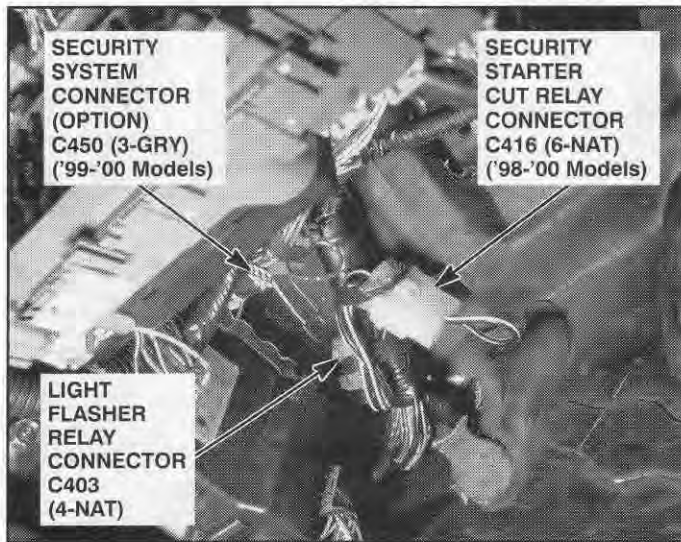 SECURITY
SYSTEM
CONNECTOR
(OPTION)
C450 (3-GRY)
('99-'00 Models)
SECURITY
STARTER
CUT RELAY
CONNECTOR
C416 (6-NAT)
('98-'00 Models)
LIGHT
FLASHER
RELAY
CONNECTOR
C403
(4-NAT)